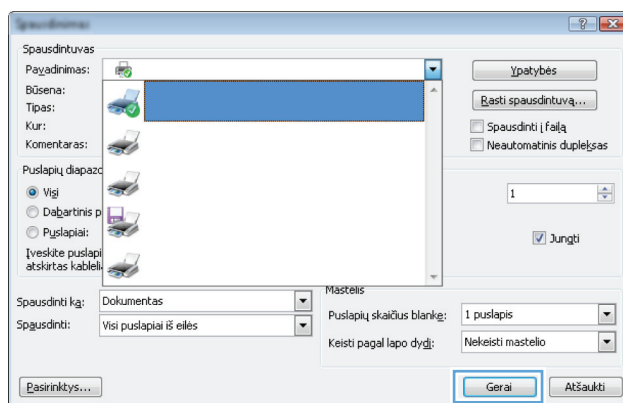 Spausdinimas
Spausdintuvas
Pavadinimas:
Ypatybės
Būsena:
Rasti spausdintuvą...
Tipas:
Kur:
Spausdinti į failą
Komentaras:
Neautomatinis dupleksas
Puslapių diapazo
Visi
1
Dabartinis p
Puslapiai:
Jungti
Įveskite puslapi
atskirtas kableli
Mastelis
Spausdinti ką: Dokumentas
Puslapių skaičius blanke: 1 puslapis
Spausdinti: Visi puslapiai iš eilės
Keisti pagal lapo dydį: Nekeisti mastelio
Pasirinktys...
Gerai
Atšaukti